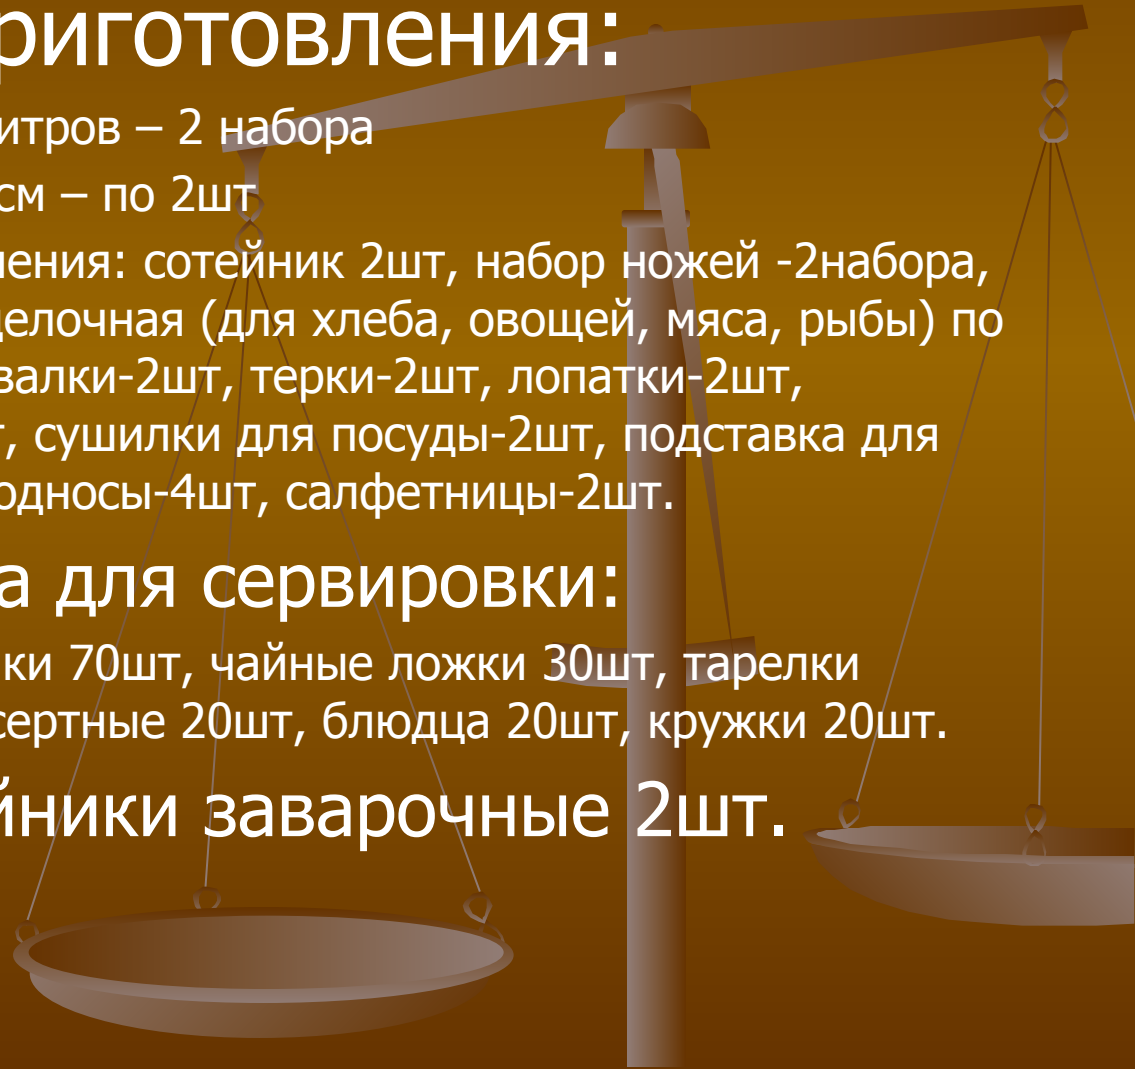 риготовления:
итров – 2 набора
см – по 2шт
ления: сотейник 2шт, набор ножей -2набора,
делочная (для хлеба, овощей, мяса, рыбы) по
валки-2шт, терки-2шт, лопатки-2шт,
т, сушилки для посуды-2шт, подставка для
односы-4шт, салфетницы-2шт.
а для сервировки:
ки 70шт, чайные ложки 30шт, тарелки
сертные 20шт, блюдца 20шт, кружки 20шт.
йники заварочные 2шт.